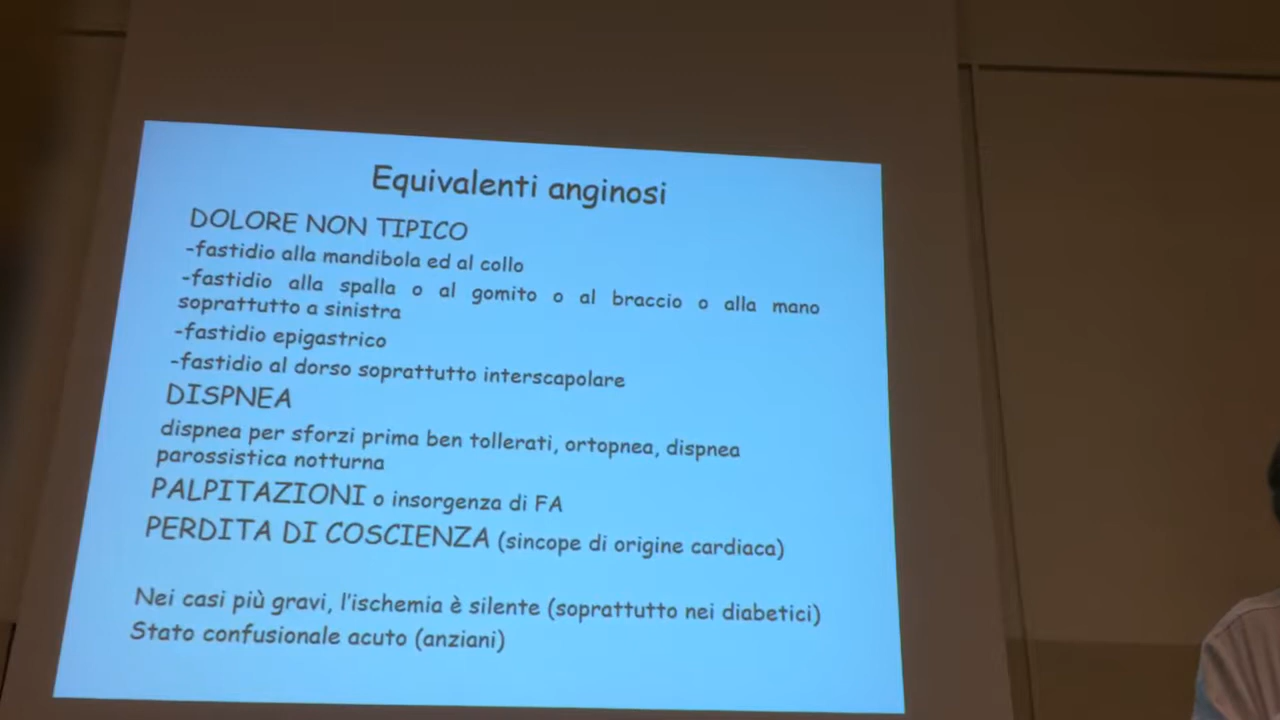 Equivalenti anginosi
DOLORE NON TIPICO
-fastidio alla mandibola ed al collo
-fastidio alla spalla o al gomito o al braccio o alla mano
soprattutto a sinistra
-fastidio epigastrico
-fastidio al dorso soprattutto interscapolare
DISPNEA
dispnea per sforzi prima ben tollerati, ortopnea, dispnea
parossistica notturna
PALPITAZIONI o insorgenza di FA
PERDITA DI COSCIENZA (sincope di origine cardiaca)
Nei casi più gravi, l'ischemia è silente (soprattutto nei diabetici)
Stato confusionale acuto (anziani)